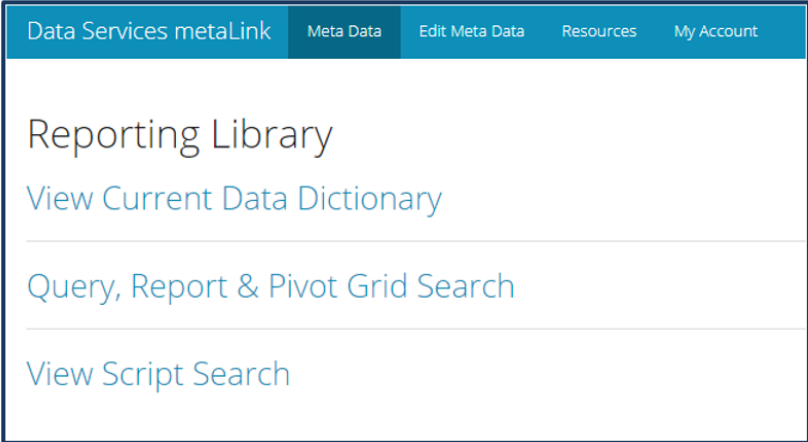 Data Services metaLink Meta Data Edit Meta Data Resources My Account
Reporting Library
View Current Data Dictionary
Query, Report & Pivot Grid Search
View Script Search